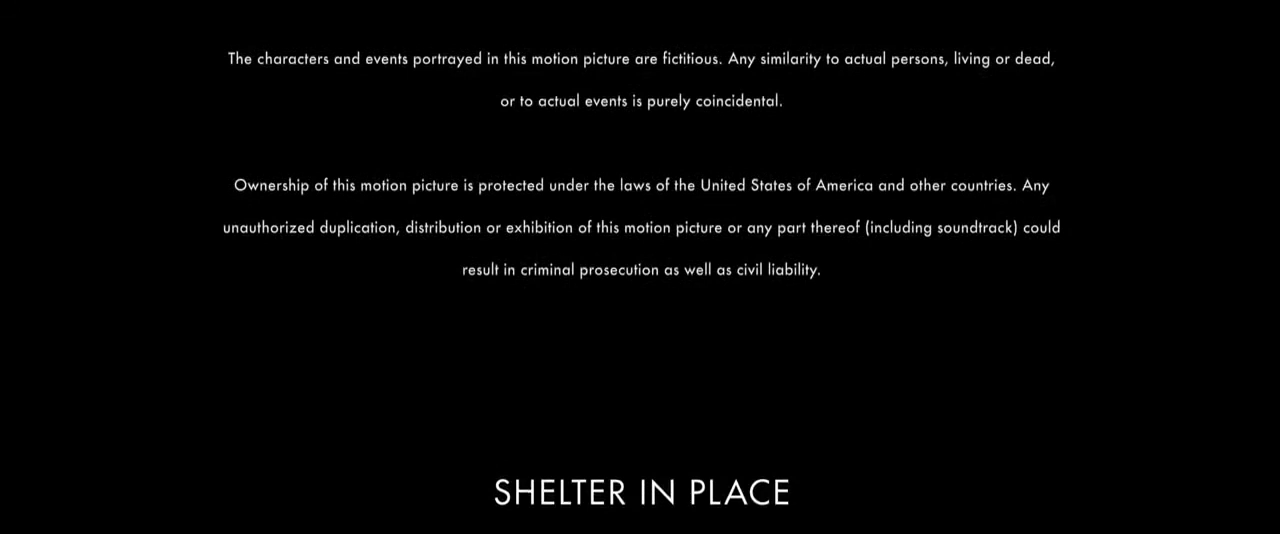 The characters and events portrayed in this motion picture are fictitious. Any similarity to actual persons, living or dead,
or to actual events is purely coincidental.
Ownership of this motion picture is protected under the laws of the United States of America and other countries. Any
unauthorized duplication, distribution or exhibition of this motion picture or any part thereof (including soundtrack) could
result in criminal prosecution as well as civil liability.
SHELTER IN PLACE